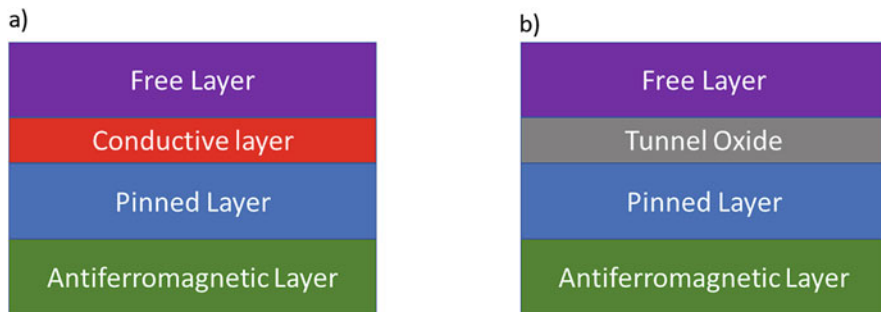 a)
Free Layer
Conductive layer
Pinned Layer
Antiferromagnetic Layer
b)
Free Layer
Tunnel Oxide
Pinned Layer
Antiferromagnetic Layer